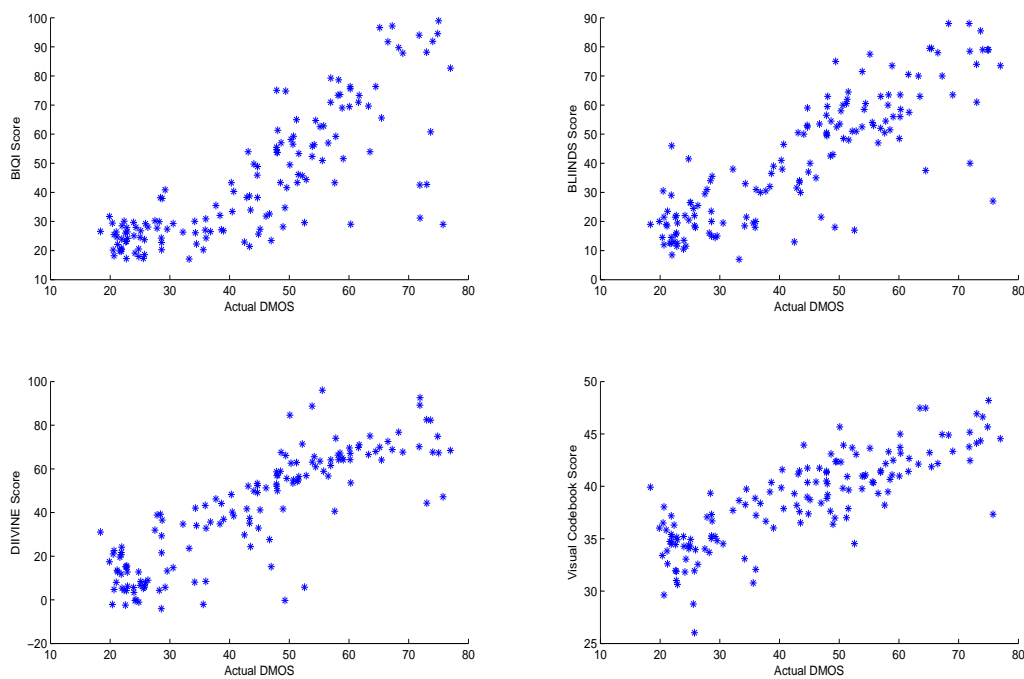 100
90
80
70
60
50
40
30
20
10
BIQI Score
10 20 30 40 50 60 70 80
Actual DMOS
90
80
70
60
50
40
30
20
10
0
BLIINDS Score
10 20 30 40 50 60 70 80
Actual DMOS
100
80
60
40
20
0
−20
DIIVINE Score
10 20 30 40 50 60 70 80
Actual DMOS
50
45
40
35
30
25
Visual Codebook Score
10 20 30 40 50 60 70 80
Actual DMOS